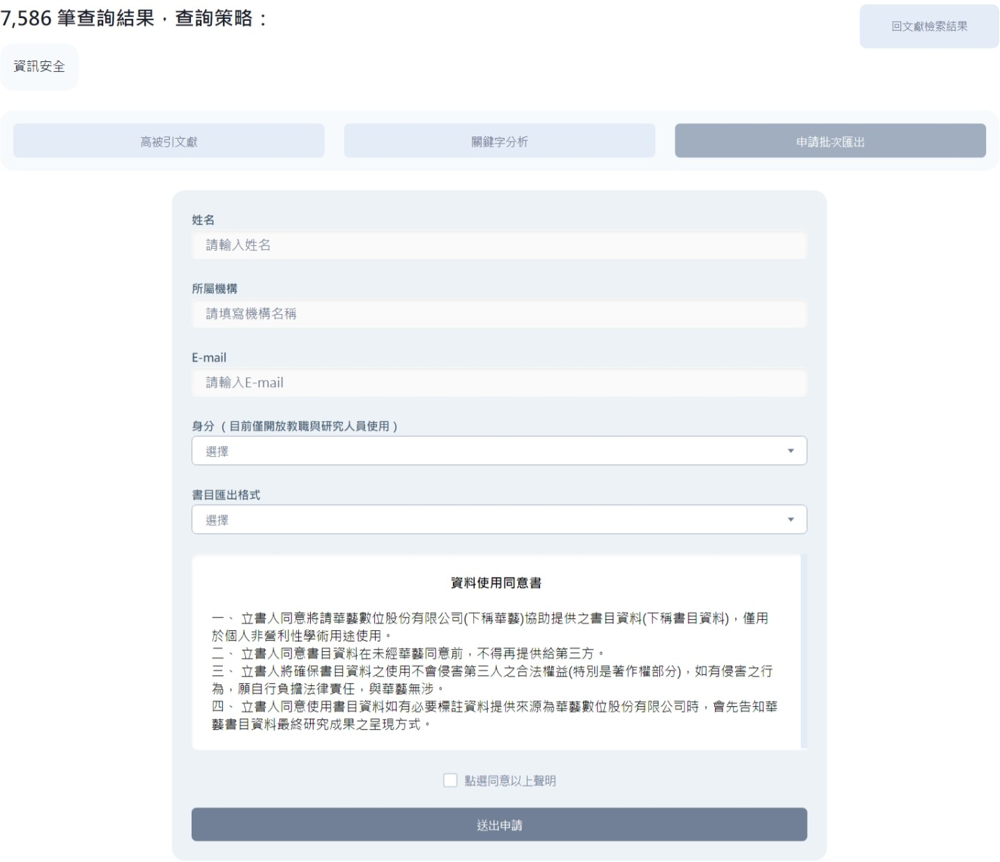 7,586 筆查詢結果，查詢策略：
回文獻檢索結果
資訊安全
高被引文獻
關鍵字分析
申請批次匯出
姓名
請輸入姓名
所屬機構
請填寫機構名稱
E-mail
請輸入E-mail
身分（目前僅開放教職與研究人員使用）
選擇
書目匯出格式
選擇
資料使用同意書
一、 立書人同意將請華藝數位股份有限公司(下稱華藝)協助提供之書目資料(下稱書目資料)，僅用
於個人非營利性學術用途使用。
二、 立書人同意書目資料在未經華藝同意前，不得再提供給第三方。
三、 立書人將確保書目資料之使用不會侵害第三人之合法權益(特別是著作權部分)，如有侵害之行
為，願自行負擔法律責任，與華藝無涉。
四、 立書人同意使用書目資料如有必要標註資料提供來源為華藝數位股份有限公司時，會先告知華
藝書目資料最終研究成果之呈現方式。
點選同意以上聲明
送出申請